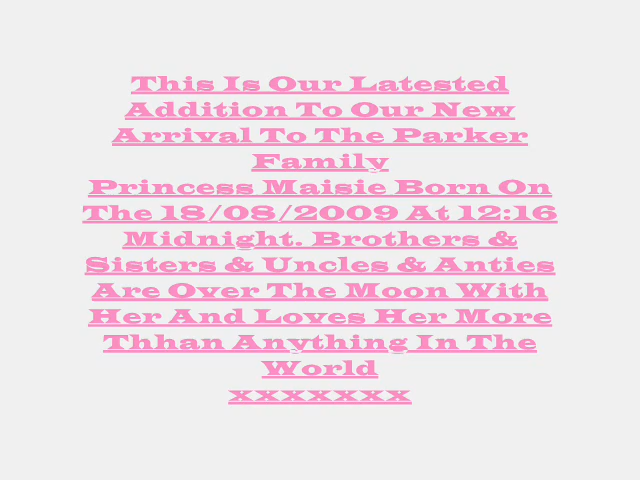 This Is Our Latested
Addition To Our New
Arrival To The Parker
Family
Princess Maisie Born On
The 18/08/2009 At 12:16
Midnight. Brothers &
Sisters & Uncles & Anties
Are Over The Moon With
Her And Loves Her More
Thhan Anything In The
World
xxxxxxx